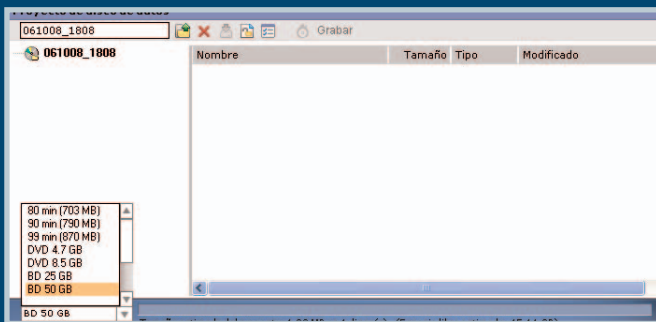 Proyecto de disco de datos
061008_1808 Grabar
061008_1808
Nombre Tamaño Tipo Modificado
80 min (703 MB)
90 min (790 MB)
99 min (870 MB)
DVD 4.7 GB
DVD 8.5 GB
BD 25 GB
BD 50 GB
BD 50 GB